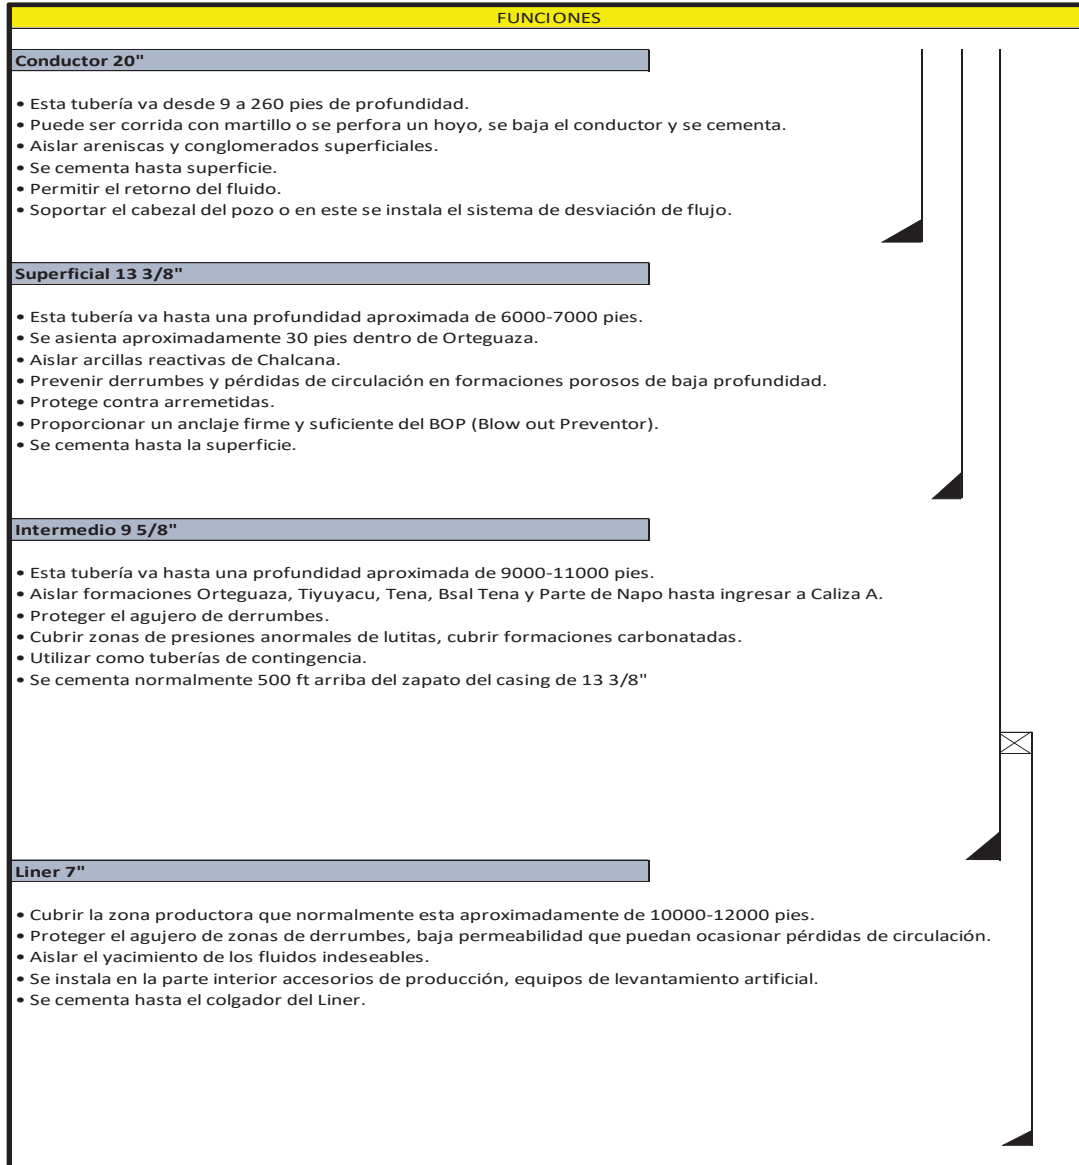 FUNCIONES
Conductor 20"
• Esta tubería va desde 9 a 260 pies de profundidad.
• Puede ser corrida con martillo o se perfora un hoyo, se baja el conductor y se cementa.
• Aislar areniscas y conglomerados superficiales.
• Se cementa hasta superficie.
• Permitir el retorno del fluido.
• Soportar el cabezal del pozo o en este se instala el sistema de desviación de flujo.
Superficial 13 3/8"
• Esta tubería va hasta una profundidad aproximada de 6000-7000 pies.
• Se asienta aproximadamente 30 pies dentro de Orteguaza.
• Aislar arcillas reactivas de Chalcana.
• Prevenir derrumbes y pérdidas de circulación en formaciones porosos de baja profundidad.
• Protege contra arremetidas.
• Proporcionar un anclaje firme y suficiente del BOP (Blow out Preventor).
• Se cementa hasta la superficie.
Intermedio 9 5/8"
• Esta tubería va hasta una profundidad aproximada de 9000-11000 pies.
• Aislar formaciones Orteguaza, Tiyuyacu, Tena, Bsal Tena y Parte de Napo hasta ingresar a Caliza A.
• Proteger el agujero de derrumbes.
• Cubrir zonas de presiones anormales de lutitas, cubrir formaciones carbonatadas.
• Utilizar como tuberías de contingencia.
• Se cementa normalmente 500 ft arriba del zapato del casing de 13 3/8"
Liner 7"
• Cubrir la zona productora que normalmente esta aproximadamente de 10000-12000 pies.
• Proteger el agujero de zonas de derrumbes, baja permeabilidad que puedan ocasionar pérdidas de circulación.
• Aislar el yacimiento de los fluidos indeseables.
• Se instala en la parte interior accesorios de producción, equipos de levantamiento artificial.
• Se cementa hasta el colgador del Liner.